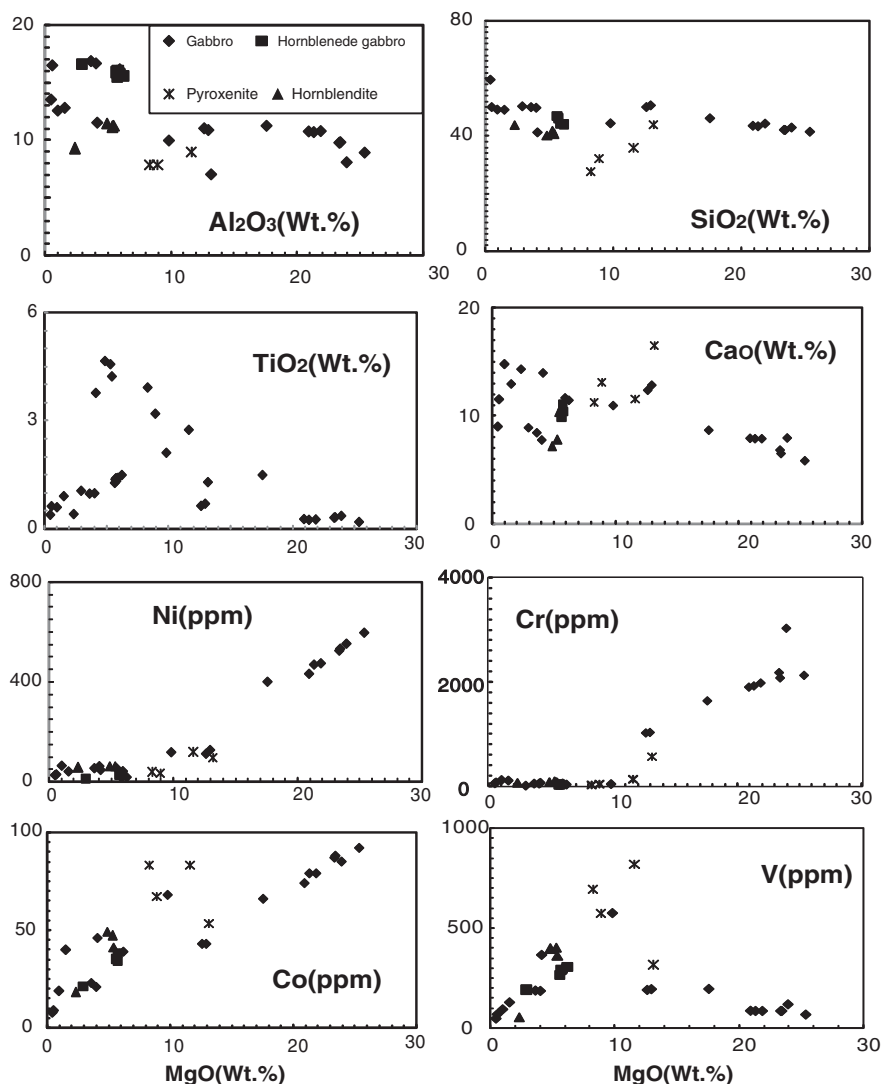 20
10
0
0 10 20 30
Gabbro Hornblenede gabbro
Pyroxenite Hornblendite
Al2O3(Wt.%)
80
40
0
0 10 20 30
SiO2(Wt.%)
6
3
0
0 10 20 30
TiO2(Wt.%)
20
10
0
0 10 20 30
CaO(Wt.%)
800
400
0
0 10 20 30
Ni(ppm)
4000
2000
0
0 10 20 30
Cr(ppm)
100
50
0
0 10 20 30
Co(ppm)
MgO(Wt.%)
1000
500
0
0 10 20 30
V(ppm)
MgO(Wt.%)